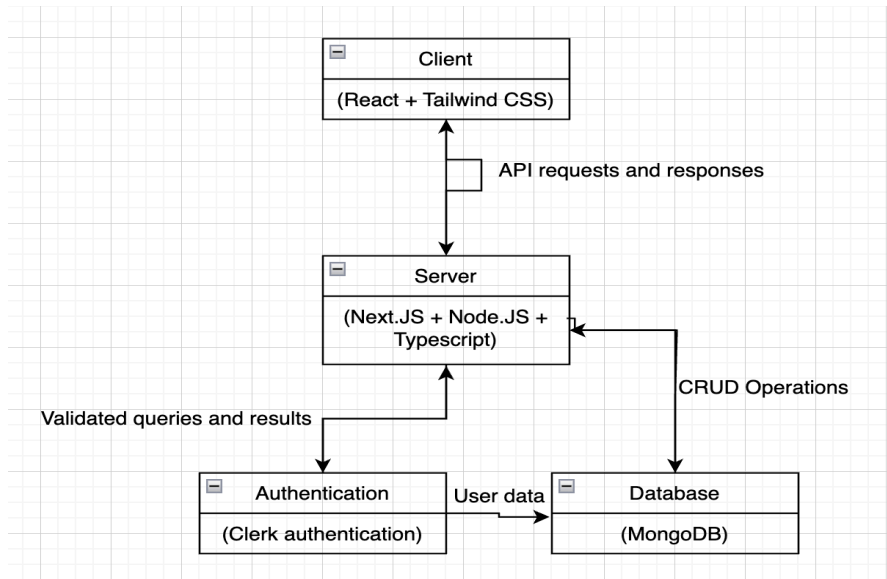 Client
(React + Tailwind CSS)
API requests and responses
Server
(Next.JS + Node.JS +
Typescript)
CRUD Operations
Validated queries and results
Authentication
(Clerk authentication)
User data
Database
(MongoDB)